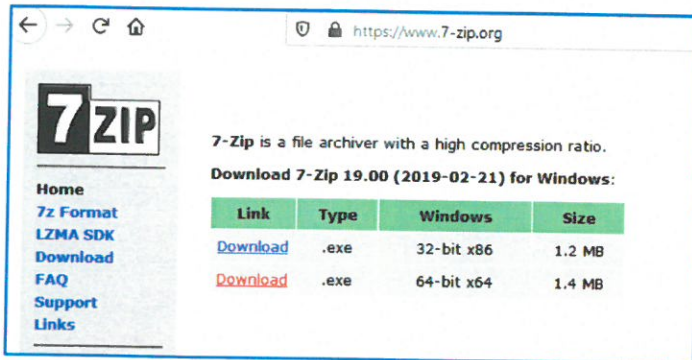 https://www.7-zip.org
7 ZIP
Home
7z Format
LZMA SDK
Download
FAQ
Support
Links
7-Zip is a file archiver with a high compression ratio.
Download 7-Zip 19.00 (2019-02-21) for Windows:
Link Type Windows Size
Download .exe 32-bit x86 1.2 MB
Download .exe 64-bit x64 1.4 MB